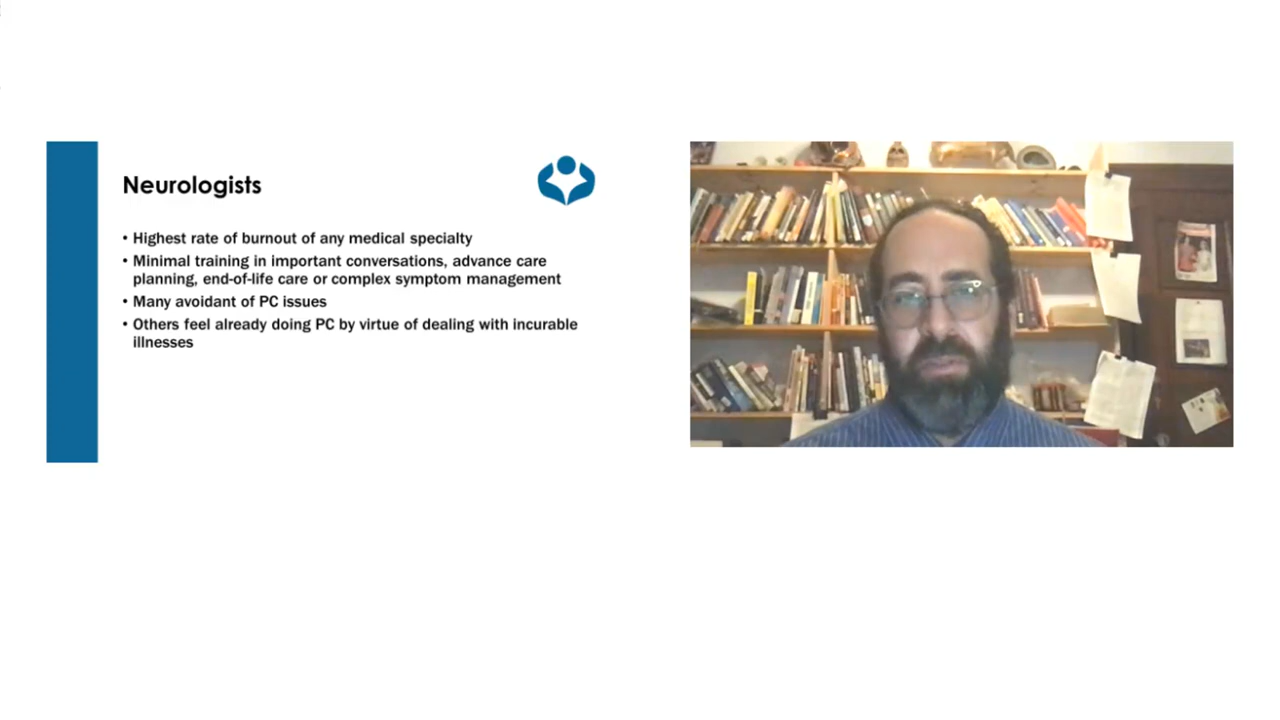 Neurologists
• Highest rate of burnout of any medical specialty
• Minimal training in important conversations, advance care
planning, end-of-life care or complex symptom management
• Many avoidant of PC issues
• Others feel already doing PC by virtue of dealing with incurable
illnesses